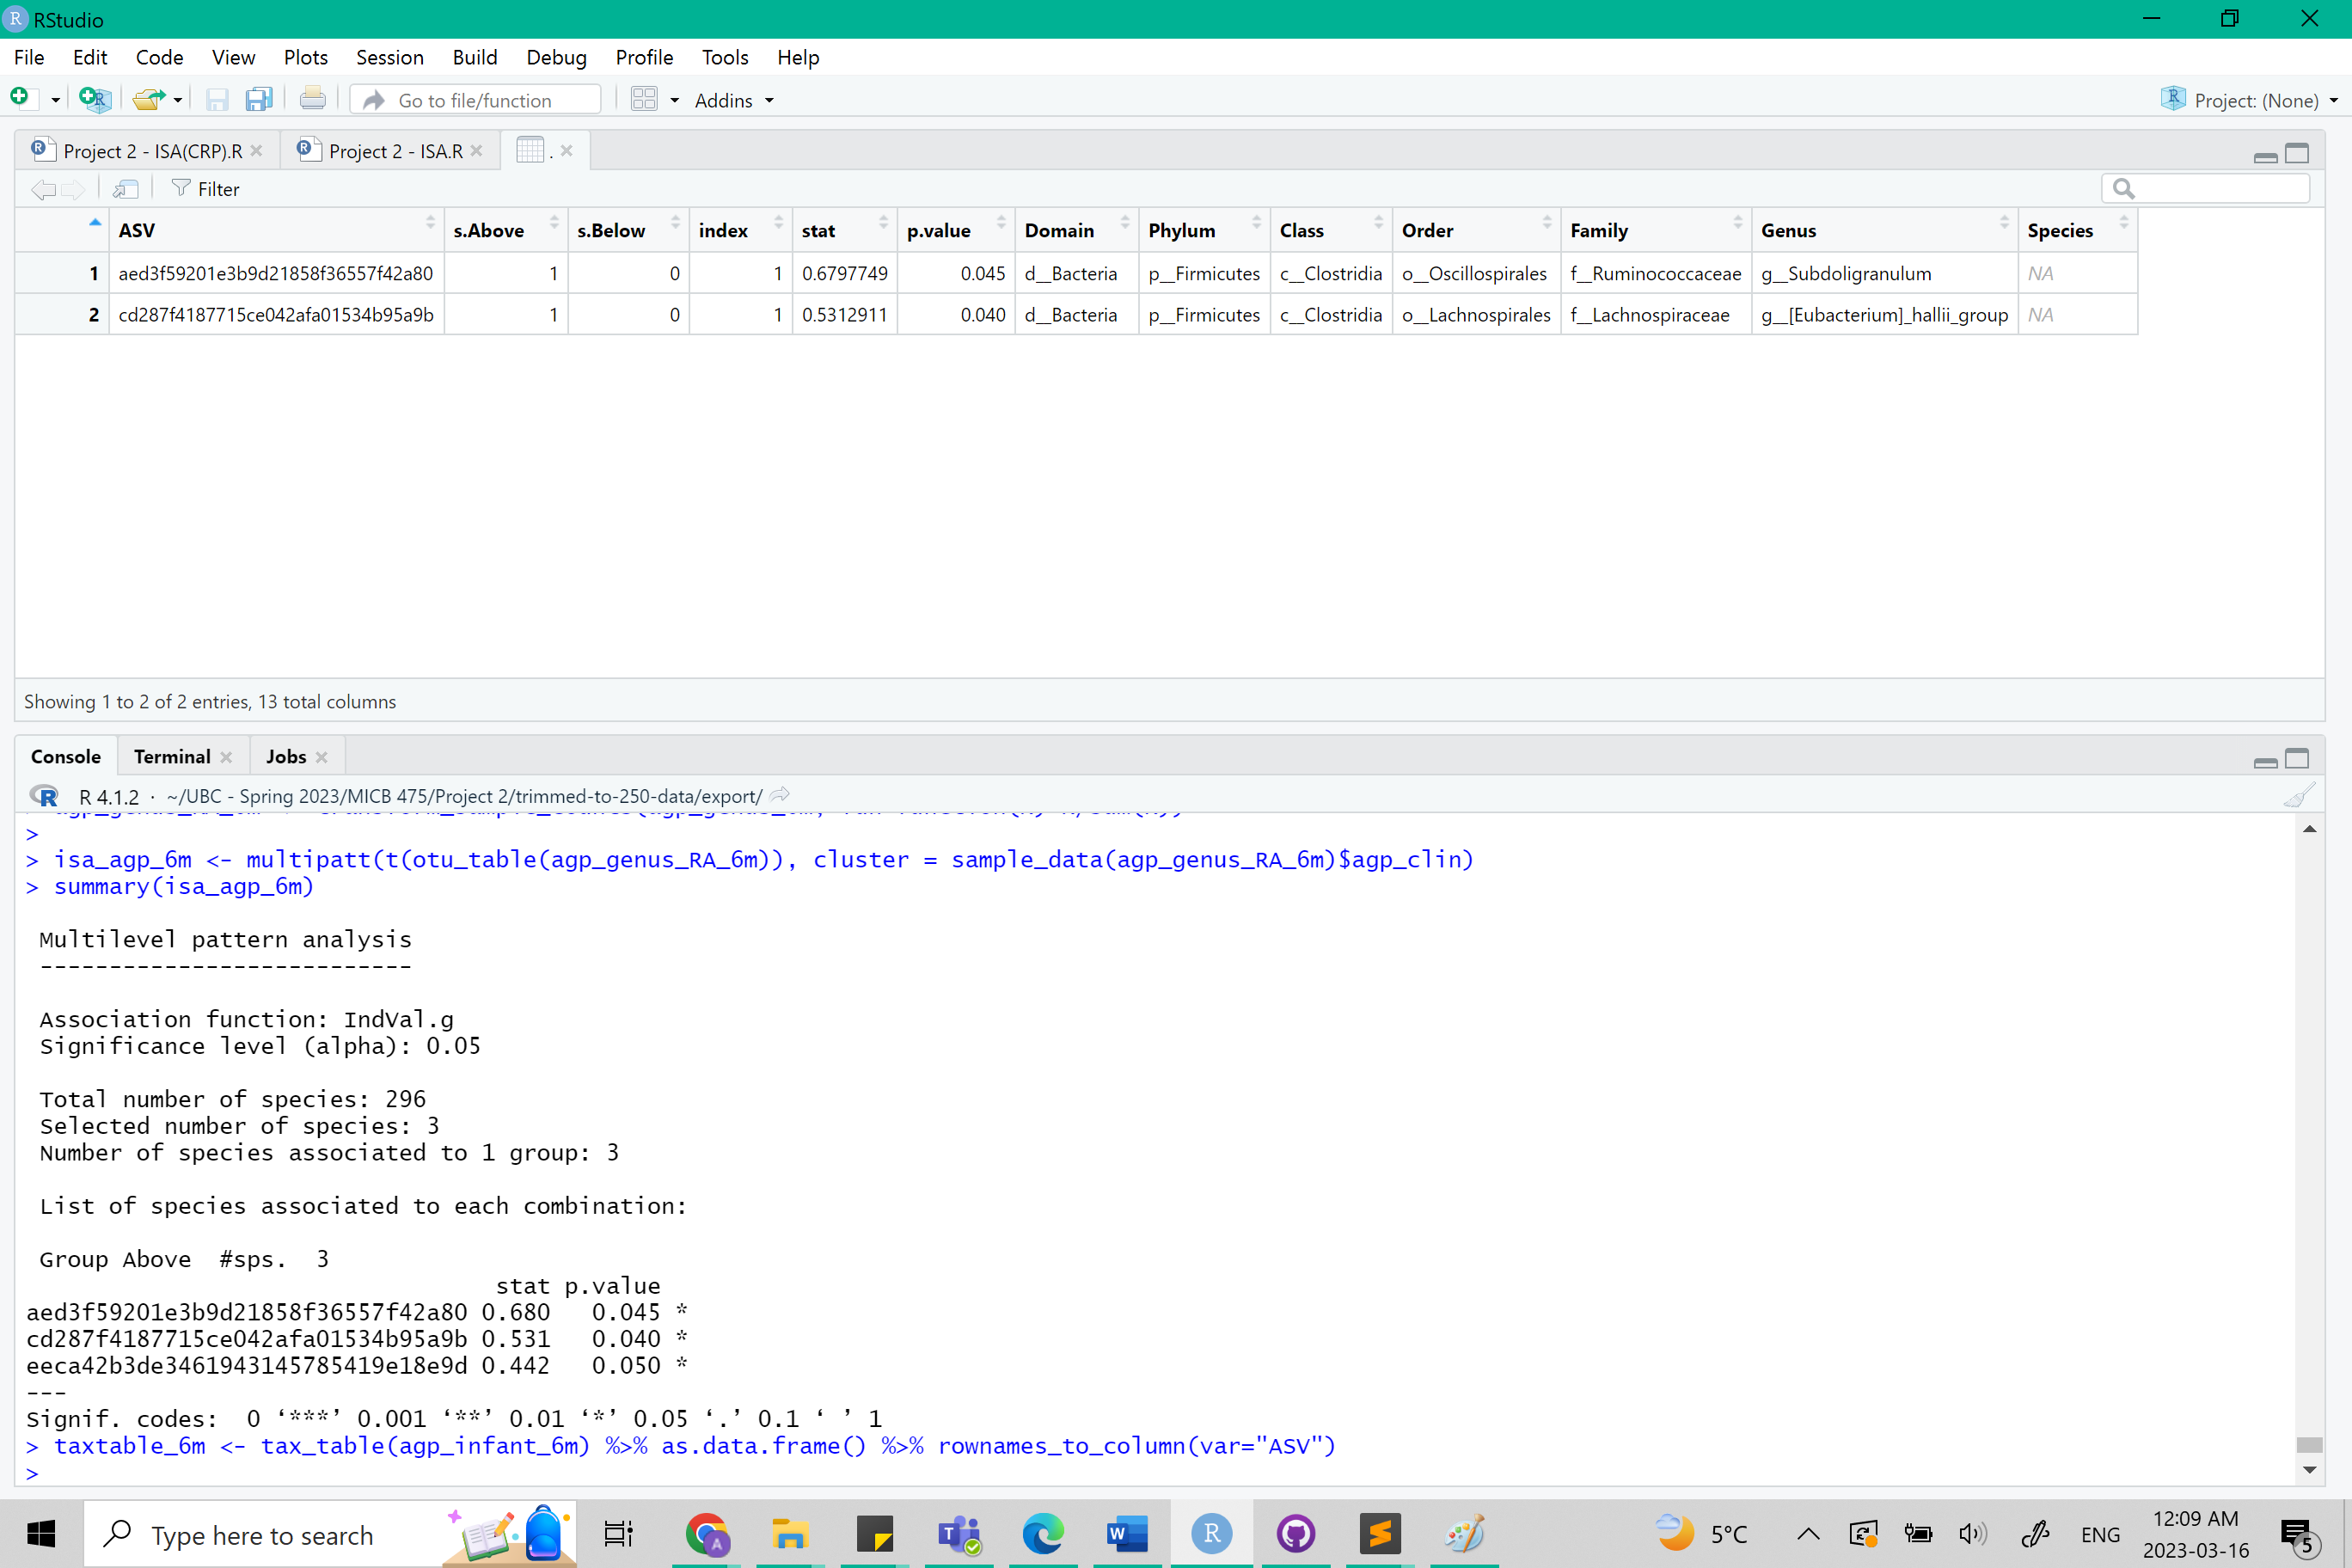 RStudio
File Edit Code View Plots Session Build Debug Profile Tools Help
Go to file/function Addins Project: (None)
Project 2 - ISA(CRP).R Project 2 - ISA.R .
Filter
ASV s.Above s.Below index stat p.value Domain Phylum Class Order Family Genus Species
1 aed3f59201e3b9d21858f36557f42a80 1 0 1 0.6797749 0.045 d__Bacteria p__Firmicutes c__Clostridia o__Oscillospirales f__Ruminococcaceae g__Subdoligranulum NA
2 cd287f4187715ce042afa01534b95a9b 1 0 1 0.5312911 0.040 d__Bacteria p__Firmicutes c__Clostridia o__Lachnospirales f__Lachnospiraceae g__[Eubacterium]_hallii_group NA
Showing 1 to 2 of 2 entries, 13 total columns
Console Terminal Jobs
R 4.1.2 · ~/UBC - Spring 2023/MICB 475/Project 2/trimmed-to-250-data/export/
>
> isa_agp_6m <- multipatt(t(otu_table(agp_genus_RA_6m)), cluster = sample_data(agp_genus_RA_6m)$agp_clin)
> summary(isa_agp_6m)
Multilevel pattern analysis
---------------------------
Association function: IndVal.g
Significance level (alpha): 0.05
Total number of species: 296
Selected number of species: 3
Number of species associated to 1 group: 3
List of species associated to each combination:
Group Above #sps. 3
stat p.value
aed3f59201e3b9d21858f36557f42a80 0.680 0.045 *
cd287f4187715ce042afa01534b95a9b 0.531 0.040 *
eeca42b3de3461943145785419e18e9d 0.442 0.050 *
---
Signif. codes: 0 ‘***’ 0.001 ‘**’ 0.01 ‘*’ 0.05 ‘.’ 0.1 ‘ ’ 1
> taxtable_6m <- tax_table(agp_infant_6m) %>% as.data.frame() %>% rownames_to_column(var="ASV")
>
Type here to search 5°C ENG 12:09 AM
2023-03-16 5